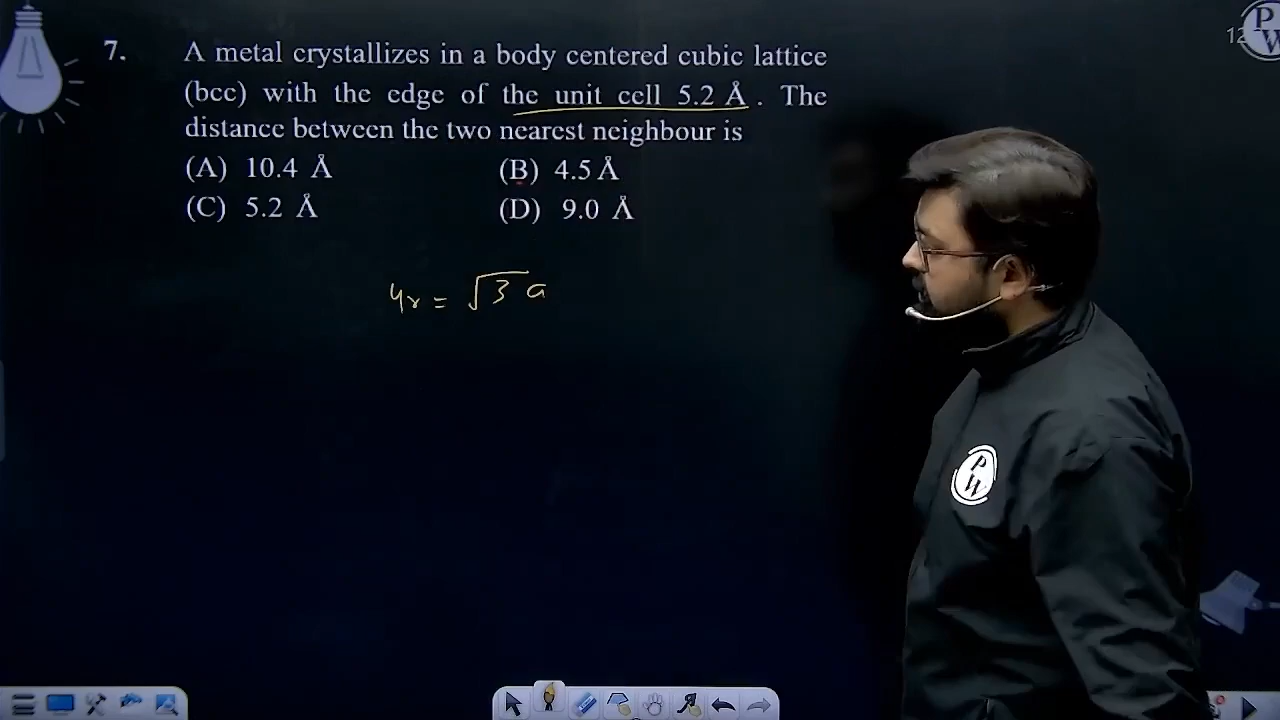 7. A metal crystallizes in a body centered cubic lattice
(bcc) with the edge of the unit cell 5.2 Å . The
distance between the two nearest neighbour is
(A) 10.4 Å (B) 4.5 Å
(C) 5.2 Å (D) 9.0 Å
4r = √3 a
12
P
W
P
W